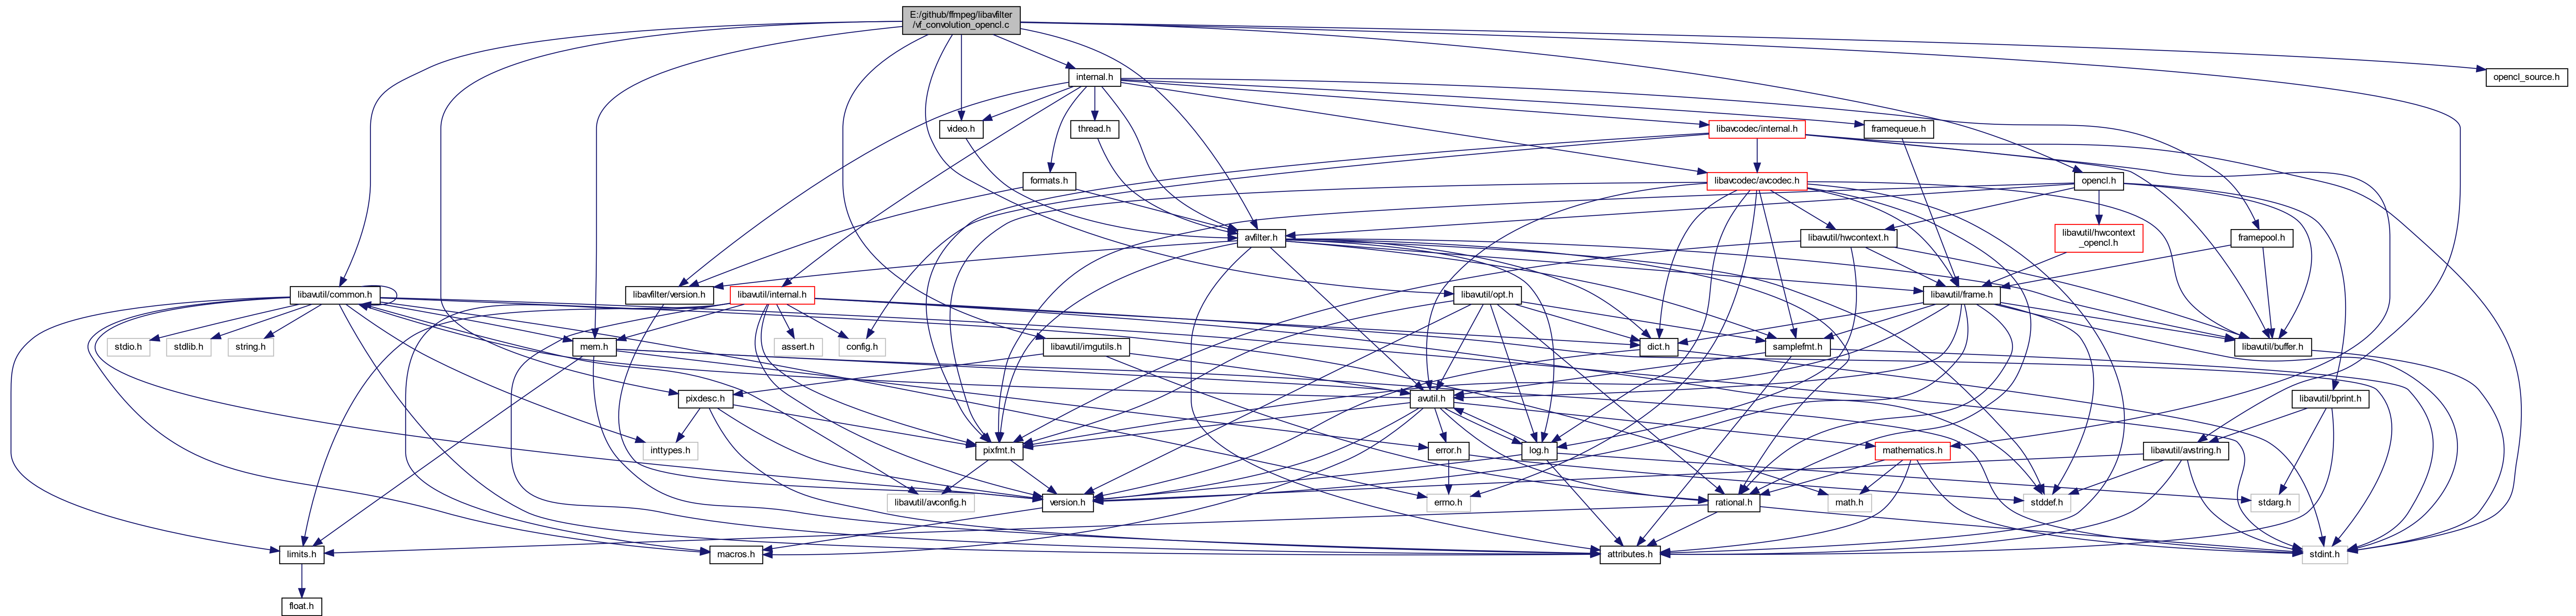 E:/github/ffmpeg/libavfilter
/vf_convolution_opencl.c
internal.h
opencl_source.h
video.h
thread.h
libavcodec/internal.h
framequeue.h
formats.h
libavcodec/avcodec.h
opencl.h
avfilter.h
libavutil/hwcontext.h
libavutil/hwcontext
_opencl.h
framepool.h
libavutil/common.h
libavfilter/version.h
libavutil/internal.h
libavutil/opt.h
libavutil/frame.h
stdio.h
stdlib.h
string.h
mem.h
assert.h
config.h
libavutil/imgutils.h
dict.h
samplefmt.h
libavutil/buffer.h
pixdesc.h
avutil.h
libavutil/bprint.h
inttypes.h
pixfmt.h
error.h
log.h
mathematics.h
libavutil/avstring.h
libavutil/avconfig.h
version.h
errno.h
rational.h
math.h
stddef.h
stdarg.h
limits.h
macros.h
attributes.h
stdint.h
float.h